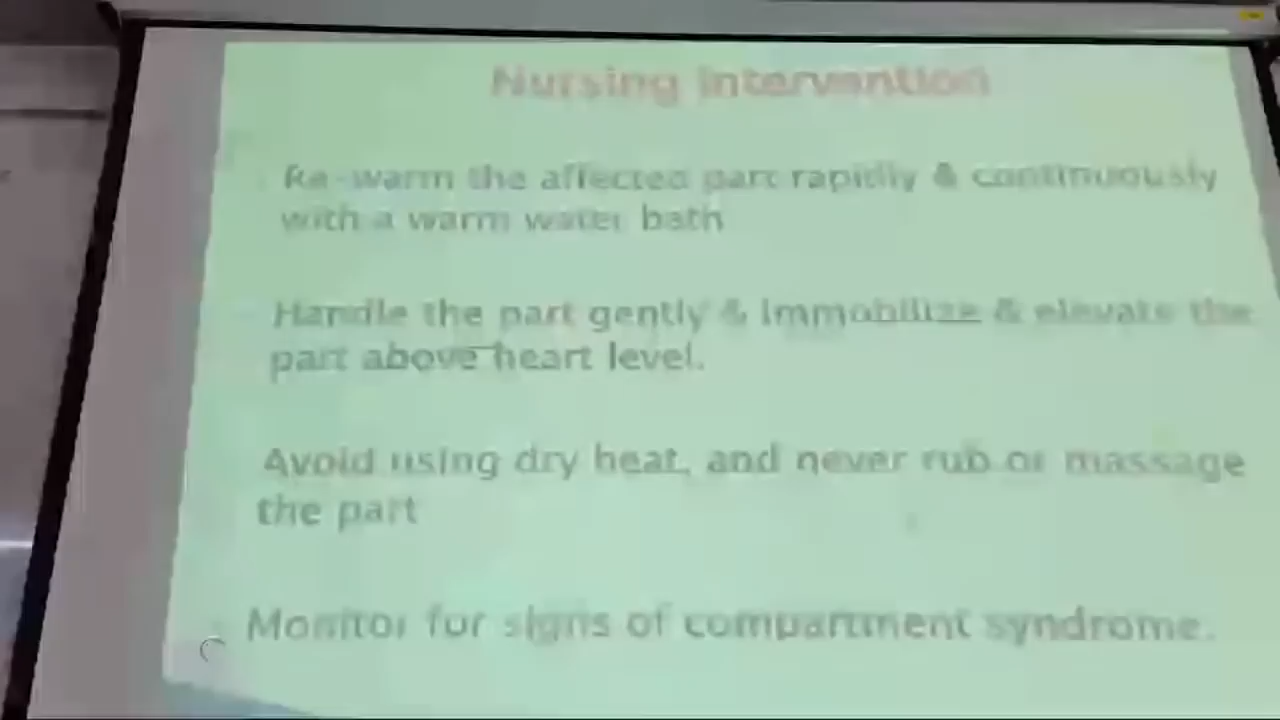 Nursing intervention
Re-warm the affected part rapidly & continuously
with a warm water bath
Handle the part gently & immobilize & elevate the
part above heart level.
Avoid using dry heat, and never rub or massage
the part
Monitor for signs of compartment syndrome.